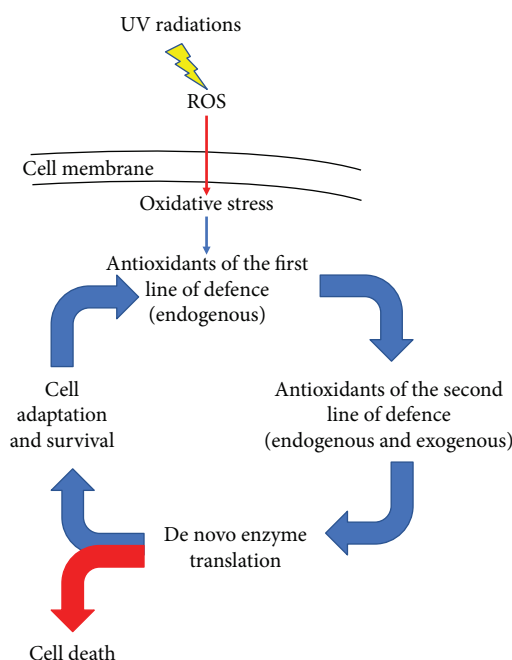 UV radiations
ROS
Cell membrane
Oxidative stress
Antioxidants of the first
line of defence
(endogenous)
Cell
adaptation
and survival
Antioxidants of the second
line of defence
(endogenous and exogenous)
De novo enzyme
translation
Cell death